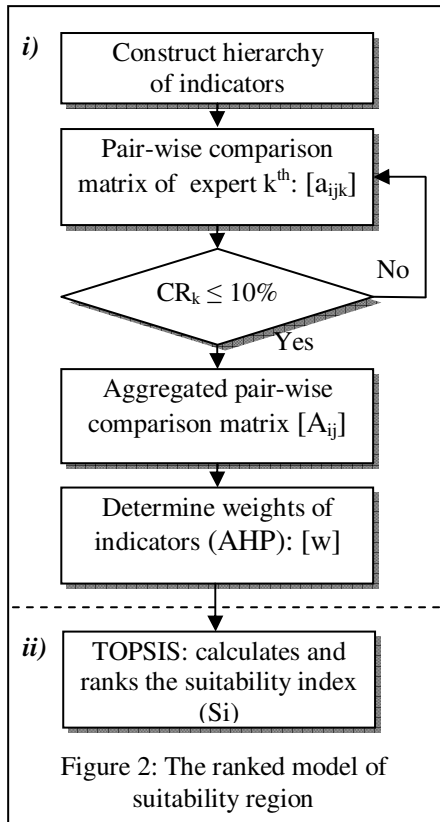 i)
Construct hierarchy
of indicators
Pair-wise comparison
matrix of expert kth: [aijk]
No
CRk ≤ 10%
Yes
Aggregated pair-wise
comparison matrix [Aij]
Determine weights of
indicators (AHP): [w]
ii)
TOPSIS: calculates and
ranks the suitability index
(Si)
Figure 2: The ranked model of
suitability region